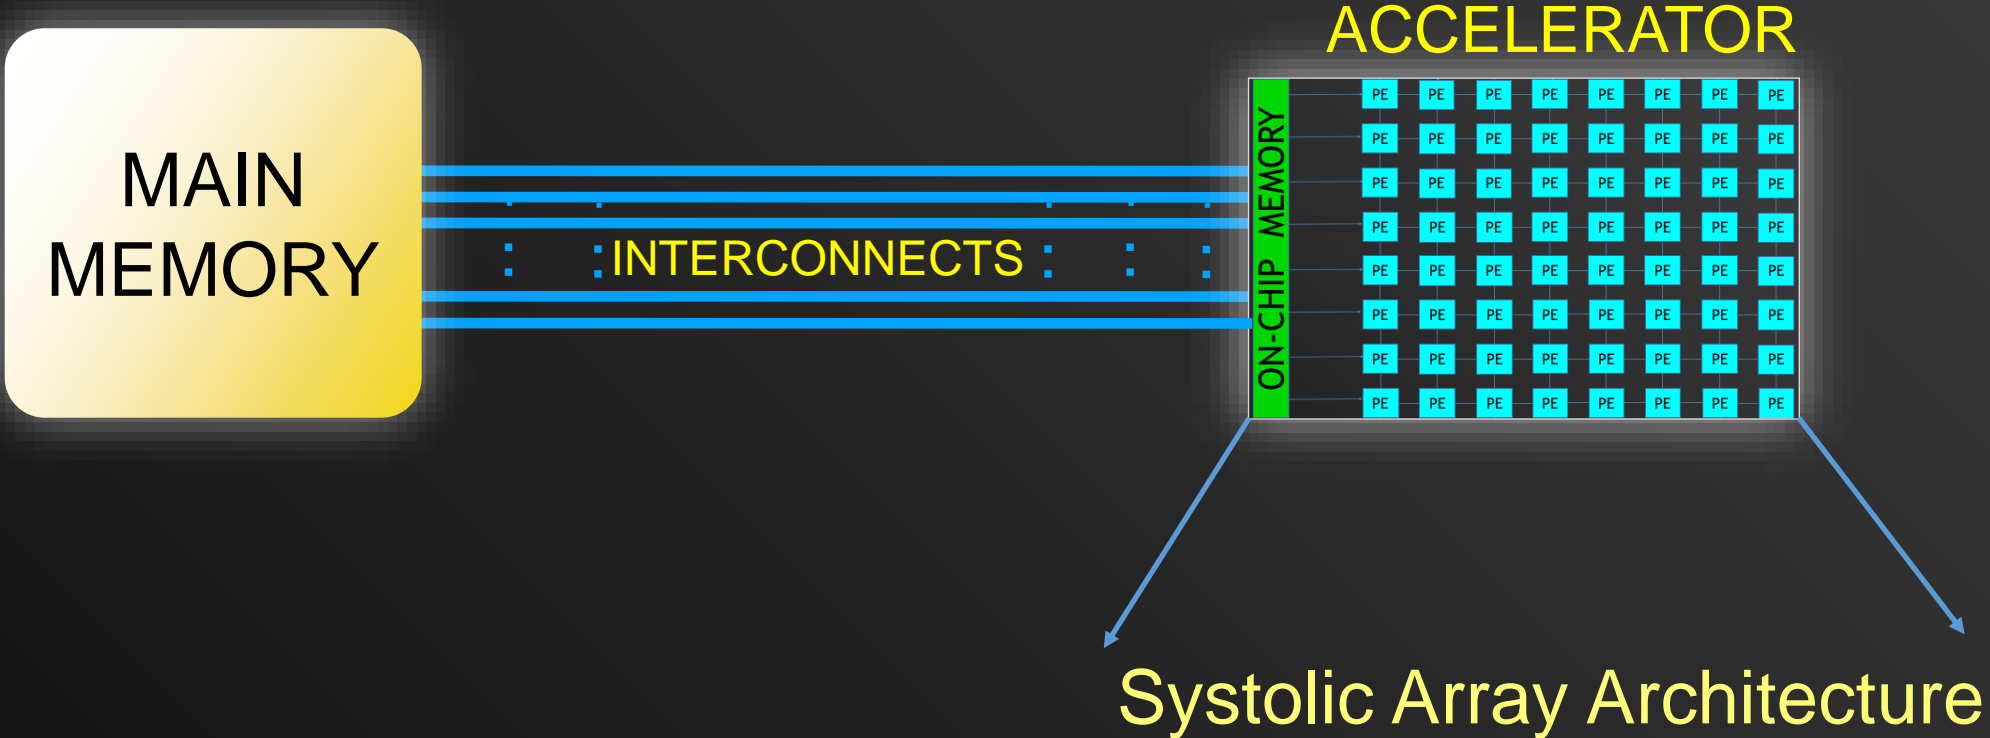 ACCELERATOR
MAIN
MEMORY
INTERCONNECTS
ON-CHIP MEMORY
PE PE PE PE PE PE PE PE
PE PE PE PE PE PE PE PE
PE PE PE PE PE PE PE PE
PE PE PE PE PE PE PE PE
PE PE PE PE PE PE PE PE
PE PE PE PE PE PE PE PE
PE PE PE PE PE PE PE PE
PE PE PE PE PE PE PE PE
Systolic Array Architecture